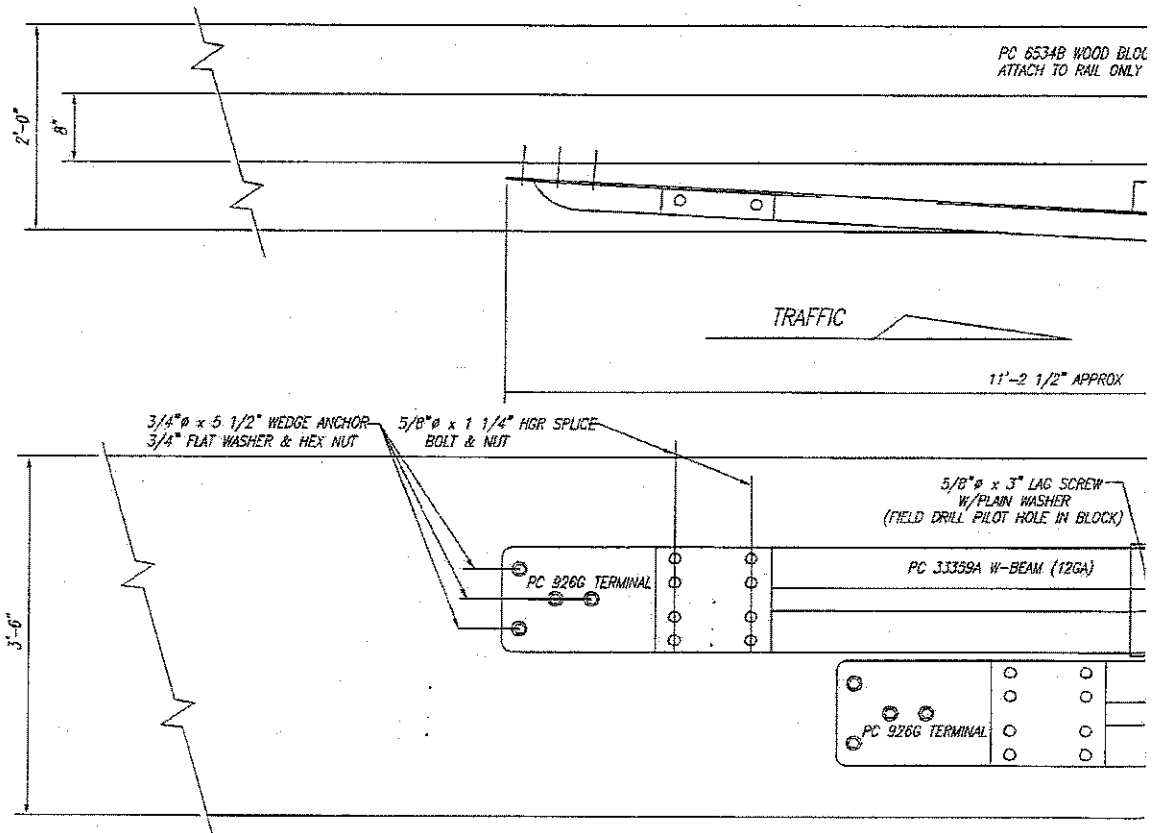 PC 6534B WOOD
ATTACH TO RAIL ONLY
2'-0"
8"
TRAFFIC
11'-2 1/2" APPROX
3/4"ø x 5 1/2" WEDGE ANCHOR
3/4" FLAT WASHER & HEX NUT
5/8"ø x 1 1/4" HGR SPLICE
BOLT & NUT
5/8"ø x 3" LAG SCREW
W/PLAIN WASHER
(FIELD DRILL PILOT HOLE IN BLOCK)
PC 926G TERMINAL
PC 33359A W-BEAM (12GA)
3'-6"
PC 926G TERMINAL